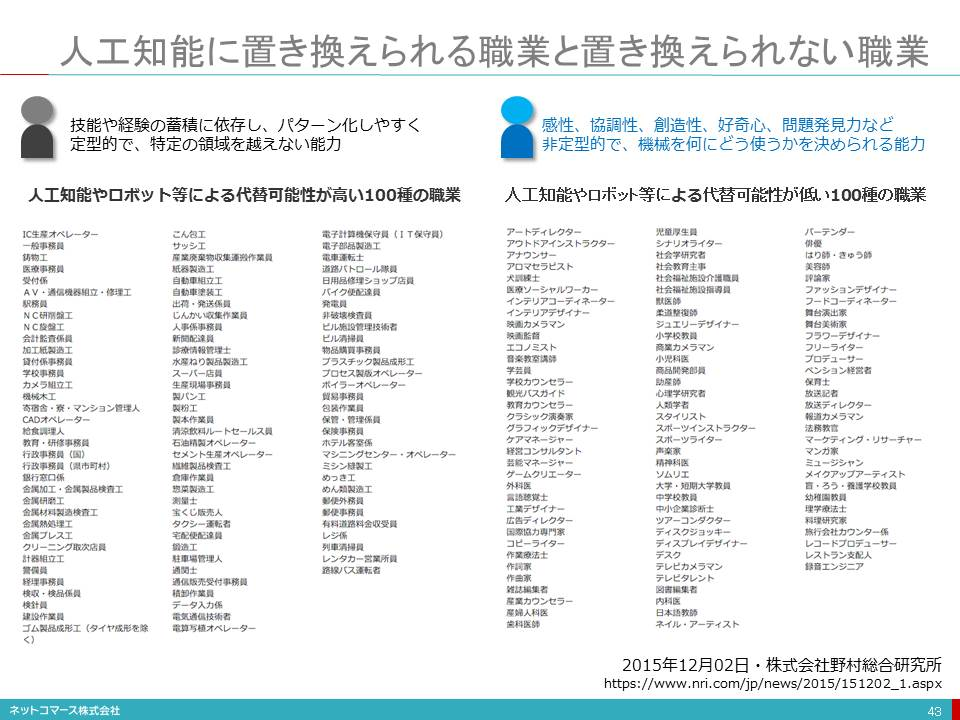 人工知能に置き換えられる職業と置き換えられない職業
技能や経験の蓄積に依存し、パターン化しやすく
定型的で、特定の領域を越えない能力
人工知能やロボット等による代替可能性が高い100種の職業
IC生産オペレーター
一般事務員
鋳物工
医療事務員
受付係
ＡＶ・通信機器組立・修理工
駅務員
ＮＣ研削盤工
ＮＣ旋盤工
会計監査係員
加工紙製造工
貸付係事務員
学校事務員
カメラ組立工
機械木工
寄宿舎・寮・マンション管理人
CADオペレーター
給食調理人
教育・研修事務員
行政事務員（国）
行政事務員（県市町村）
銀行窓口係
金属加工・金属製品検査工
金属研磨工
金属材料製造検査工
金属熱処理工
金属プレス工
クリーニング取次店員
計器組立工
警備員
経理事務員
検収・検品係員
検針員
建設作業員
ゴム製品成形工（タイヤ成形を除
く）
こん包工
サッシ工
産業廃棄物収集運搬作業員
紙器製造工
自動車組立工
自動車塗装工
出荷・発送係員
じんかい収集作業員
人事係事務員
新聞配達員
診療情報管理士
水産ねり製品製造工
スーパー店員
生産現場事務員
製パン工
製粉工
製本作業員
清涼飲料ルートセールス員
石油精製オペレーター
セメント生産オペレーター
繊維製品検査工
倉庫作業員
惣菜製造工
測量士
宝くじ販売人
タクシー運転者
宅配便配達員
鍛造工
駐車場管理人
通関士
通信販売受付事務員
積卸作業員
データ入力係
電気通信技術者
電算写植オペレーター
電子計算機保守員（ＩＴ保守員）
電子部品製造工
電車運転士
道路パトロール隊員
日用品修理ショップ店員
バイク便配達員
発電員
非破壊検査員
ビル施設管理技術者
ビル清掃員
物品購買事務員
プラスチック製品成形工
プロセス製版オペレーター
ボイラーオペレーター
貿易事務員
包装作業員
保管・管理係員
保険事務員
ホテル客室係
マシニングセンター・オペレーター
ミシン縫製工
めっき工
めん類製造工
郵便外務員
郵便事務員
有料道路料金収受員
レジ係
列車清掃員
レンタカー営業所員
路線バス運転者
感性、協調性、創造性、好奇心、問題発見力など
非定型的で、機械を何にどう使うかを決められる能力
人工知能やロボット等による代替可能性が低い100種の職業
アートディレクター
アウトドアインストラクター
アナウンサー
アロマセラピスト
犬訓練士
医療ソーシャルワーカー
インテリアコーディネーター
インテリアデザイナー
映画カメラマン
映画監督
エコノミスト
音楽教室講師
学芸員
学校カウンセラー
観光バスガイド
教育カウンセラー
クラシック演奏家
グラフィックデザイナー
ケアマネージャー
経営コンサルタント
芸能マネージャー
ゲームクリエーター
外科医
言語聴覚士
工業デザイナー
広告ディレクター
国際協力専門家
コピーライター
作業療法士
作詞家
作曲家
雑誌編集者
産業カウンセラー
産婦人科医
歯科医師
児童厚生員
シナリオライター
社会学研究者
社会教育主事
社会福祉施設介護職員
社会福祉施設指導員
獣医師
柔道整復師
ジュエリーデザイナー
小学校教員
商業カメラマン
小児科医
商品開発部員
助産師
心理学研究者
人類学者
スタイリスト
スポーツインストラクター
スポーツライター
声楽家
精神科医
ソムリエ
大学・短期大学教員
中学校教員
中小企業診断士
ツアーコンダクター
ディスクジョッキー
ディスプレイデザイナー
デスク
テレビカメラマン
テレビタレント
図書編集者
内科医
日本語教師
ネイル・アーティスト
バーテンダー
俳優
はり師・きゅう師
美容師
評論家
ファッションデザイナー
フードコーディネーター
舞台演出家
舞台美術家
フラワーデザイナー
フリーライター
プロデューサー
ペンション経営者
保育士
放送記者
放送ディレクター
報道カメラマン
法務教官
マーケティング・リサーチャー
マンガ家
ミュージシャン
メイクアップアーティスト
盲・ろう・養護学校教員
幼稚園教員
理学療法士
料理研究家
旅行会社カウンター係
レコードプロデューサー
レストラン支配人
録音エンジニア
2015年12月02日・株式会社野村総合研究所
https://www.nri.com/jp/news/2015/151202_1.aspx
ネットコマース株式会社
43